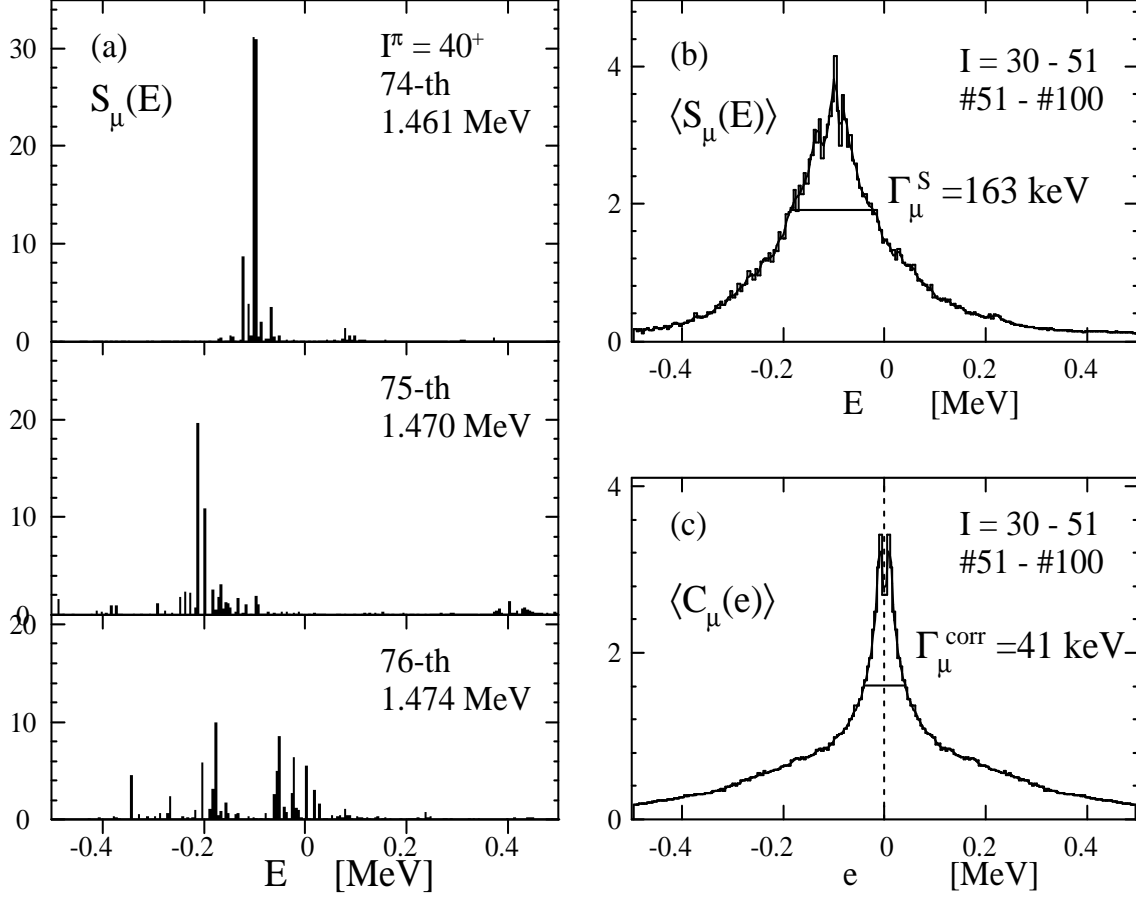 (a)
I^π = 40⁺
S_μ(E)
74-th
1.461 MeV
30
20
10
0
75-th
1.470 MeV
20
10
0
76-th
1.474 MeV
20
10
0
-0.4 -0.2 0 0.2 0.4
E [MeV]
(b)
I = 30 - 51
#51 - #100
⟨S_μ(E)⟩
Γ_μ^S =163 keV
4
2
0
-0.4 -0.2 0 0.2 0.4
E [MeV]
(c)
I = 30 - 51
#51 - #100
⟨C_μ(e)⟩
Γ_μ^corr =41 keV
4
2
0
-0.4 -0.2 0 0.2 0.4
e [MeV]